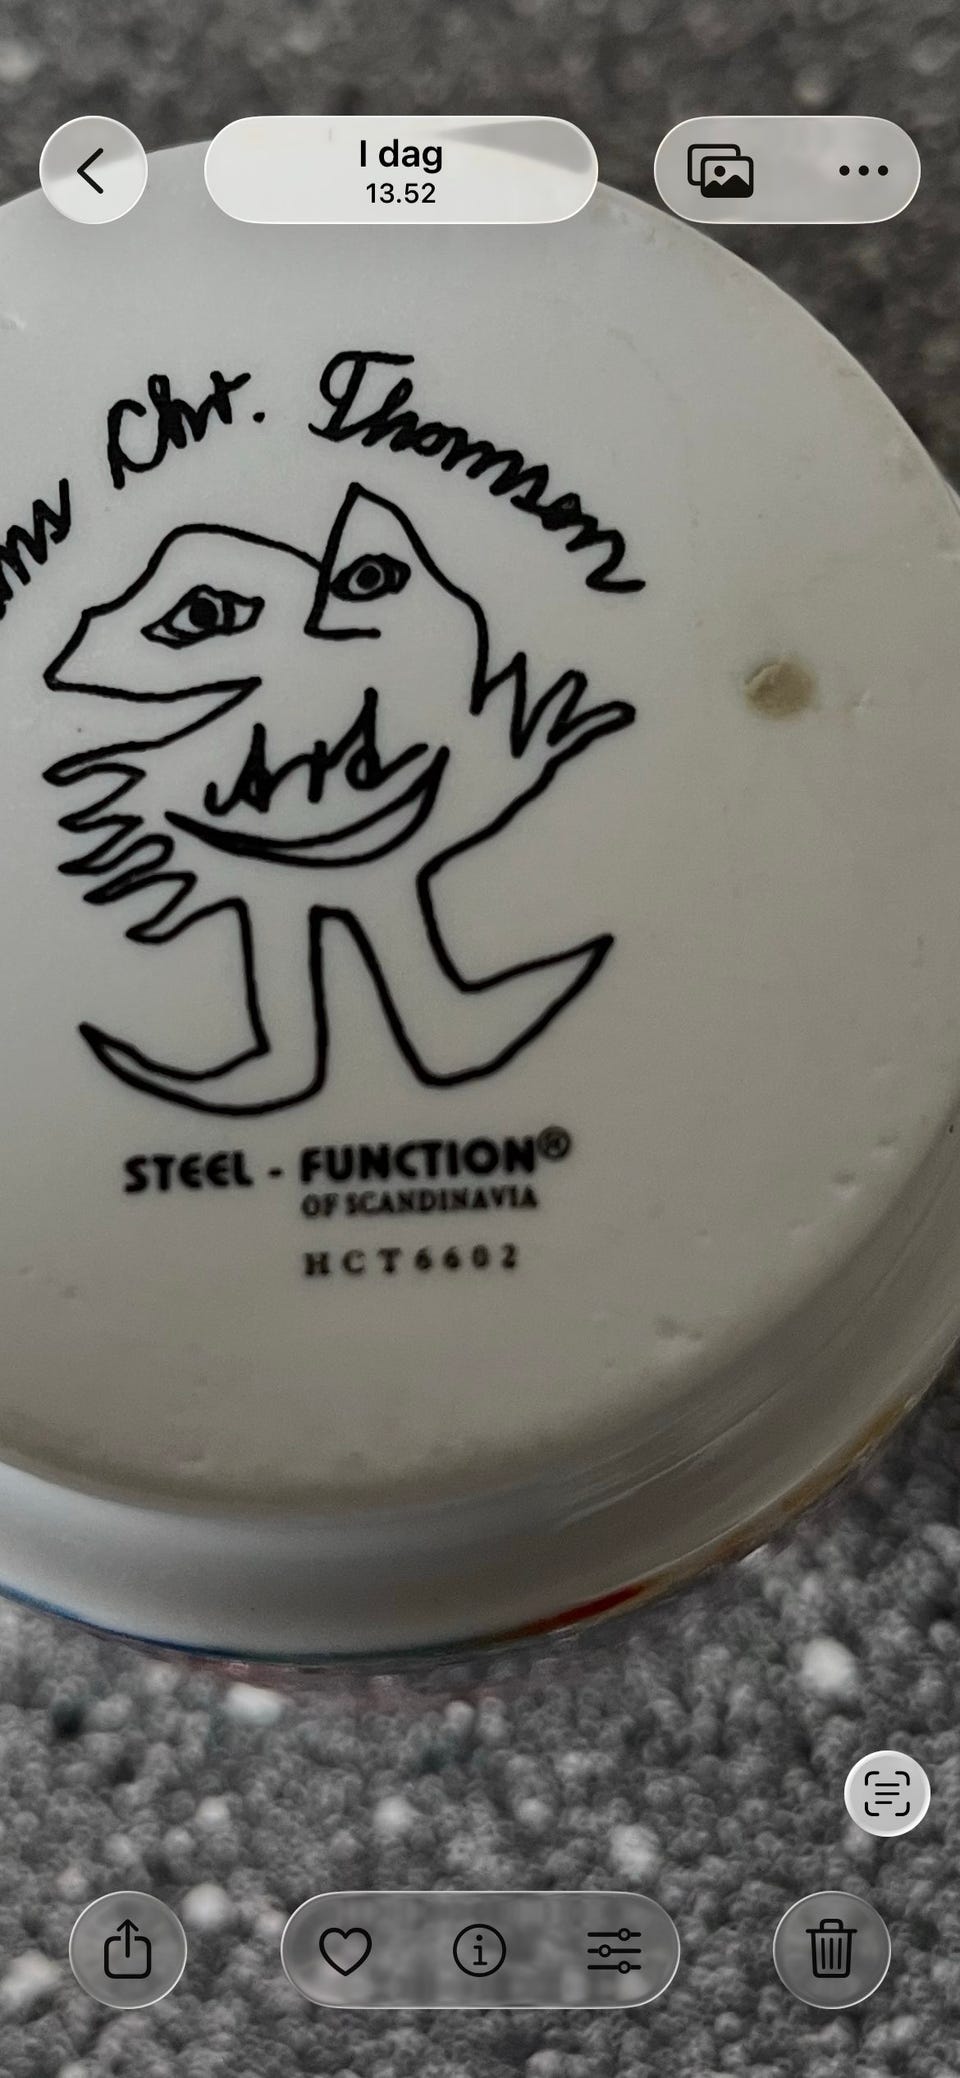 I dag
13.52
Chr. Thomsen
Art
STEEL - FUNCTION®
OF SCANDINAVIA
HCT6602